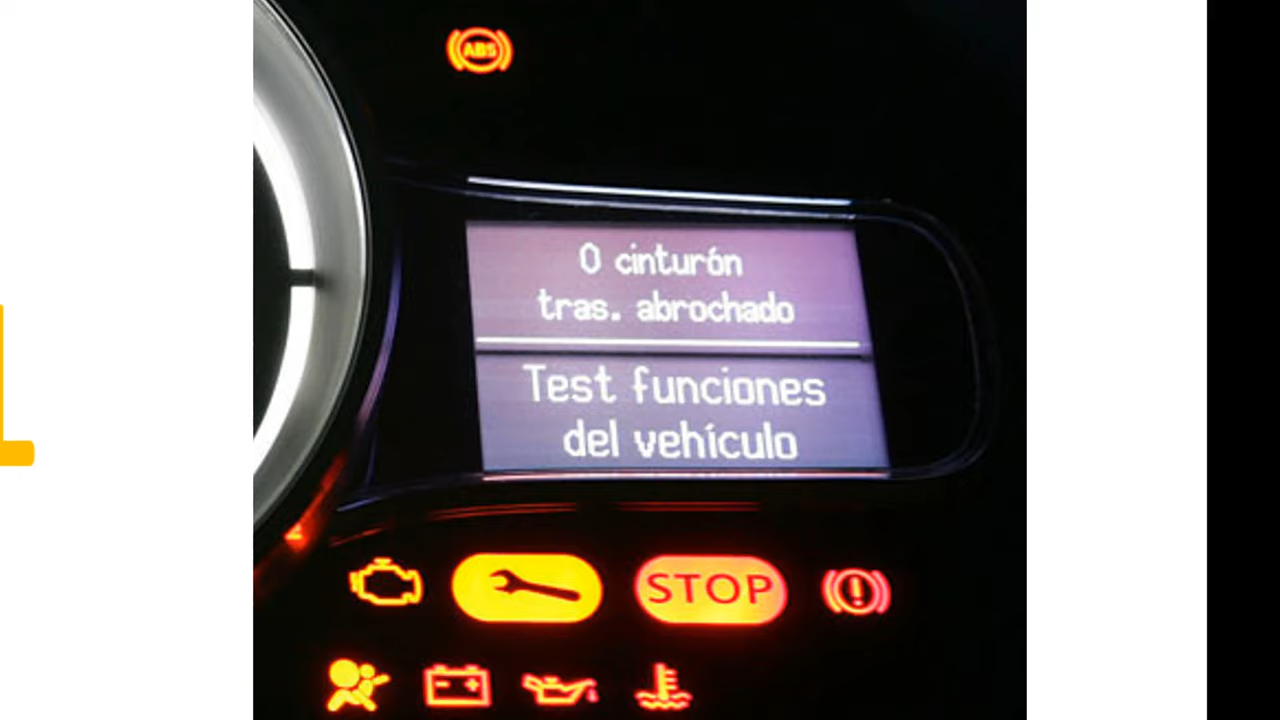 ABS
0 cinturón
tras. abrochado
Test funciones
del vehículo
STOP